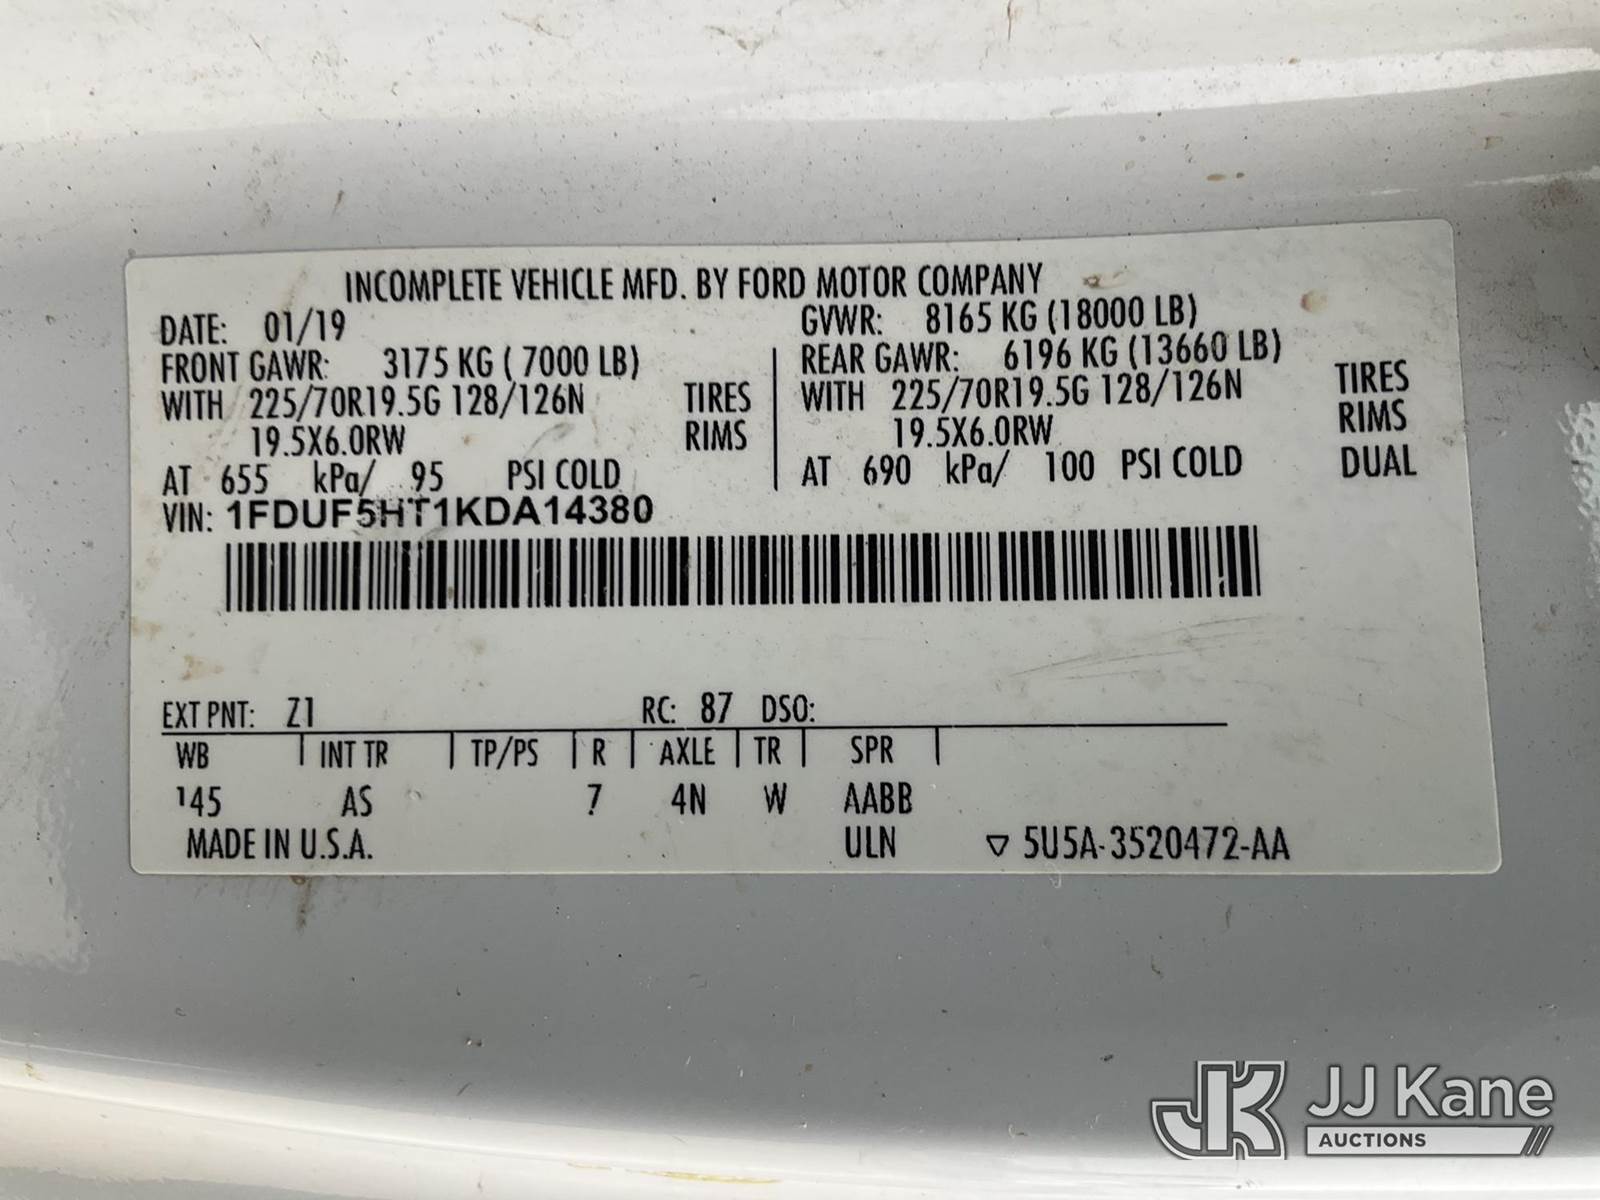 INCOMPLETE VEHICLE MFD. BY FORD MOTOR COMPANY
DATE: 01/19 GVWR: 8165 KG (18000 LB)
FRONT GAWR: 3175 KG ( 7000 LB) REAR GAWR: 6196 KG (13660 LB)
WITH 225/70R19.5G 128/126N TIRES WITH 225/70R19.5G 128/126N TIRES
19.5X6.0RW RIMS 19.5X6.0RW RIMS
AT 655 kPa/ 95 PSI COLD AT 690 kPa/ 100 PSI COLD DUAL
VIN: 1FDUF5HT1KDA14380
EXT PNT: Z1 RC: 87 DSO:
WB INT TR TP/PS R AXLE TR SPR
145 AS 7 4N W AABB
MADE IN U.S.A. ULN ▽ 5U5A-3520472-AA
JK JJ Kane
AUCTIONS